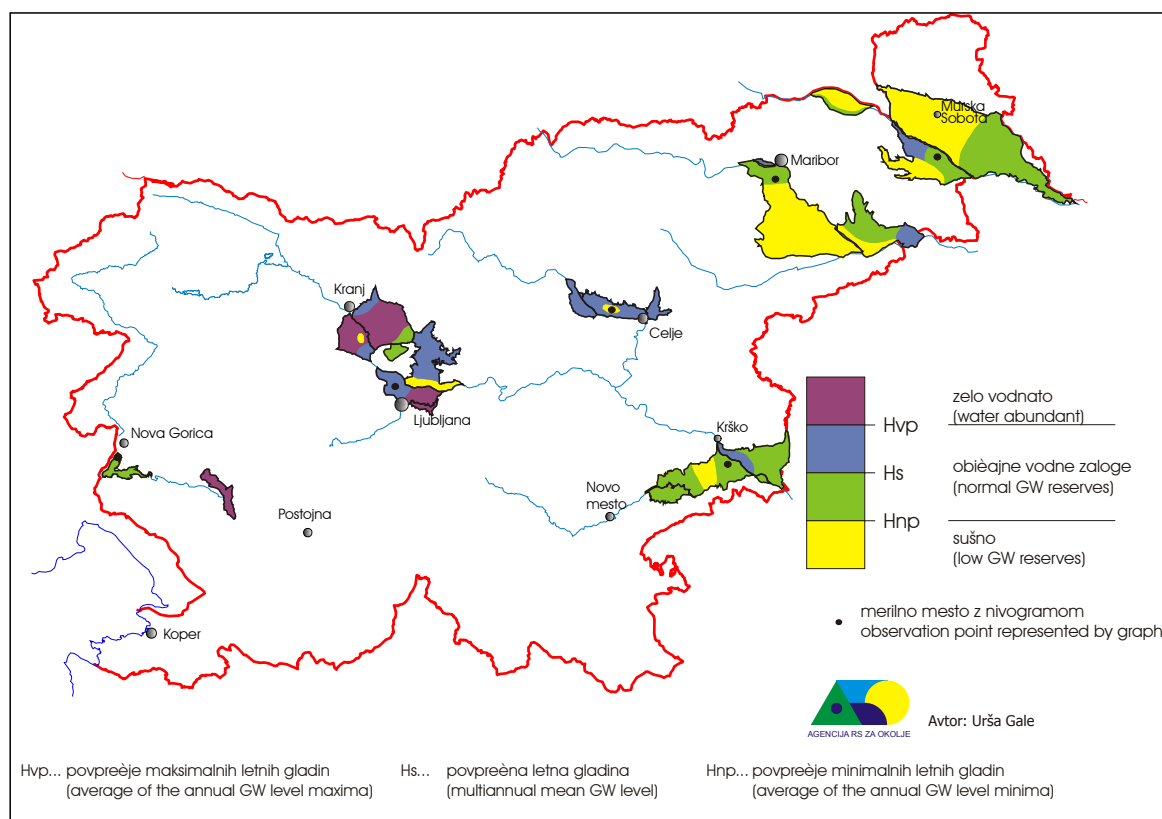 Murska
Sobota
Maribor
Kranj
Celje
Ljubljana
Nova Gorica
Krško
Novo
mesto
Postojna
Koper
zelo vodnato
(water abundant)
Hvp
obièajne vodne zaloge
(normal GW reserves)
Hs
Hnp
sušno
(low GW reserves)
merilno mesto z nivogramom
observation point represented by graph
AGENCIJA RS ZA OKOLJE
Avtor: Urša Gale
Hvp... povpreèje maksimalnih letnih gladin
(average of the annual GW level maxima)
Hs... povpreèna letna gladina
(multiannual mean GW level)
Hnp... povpreèje minimalnih letnih gladin
(average of the annual GW level minima)